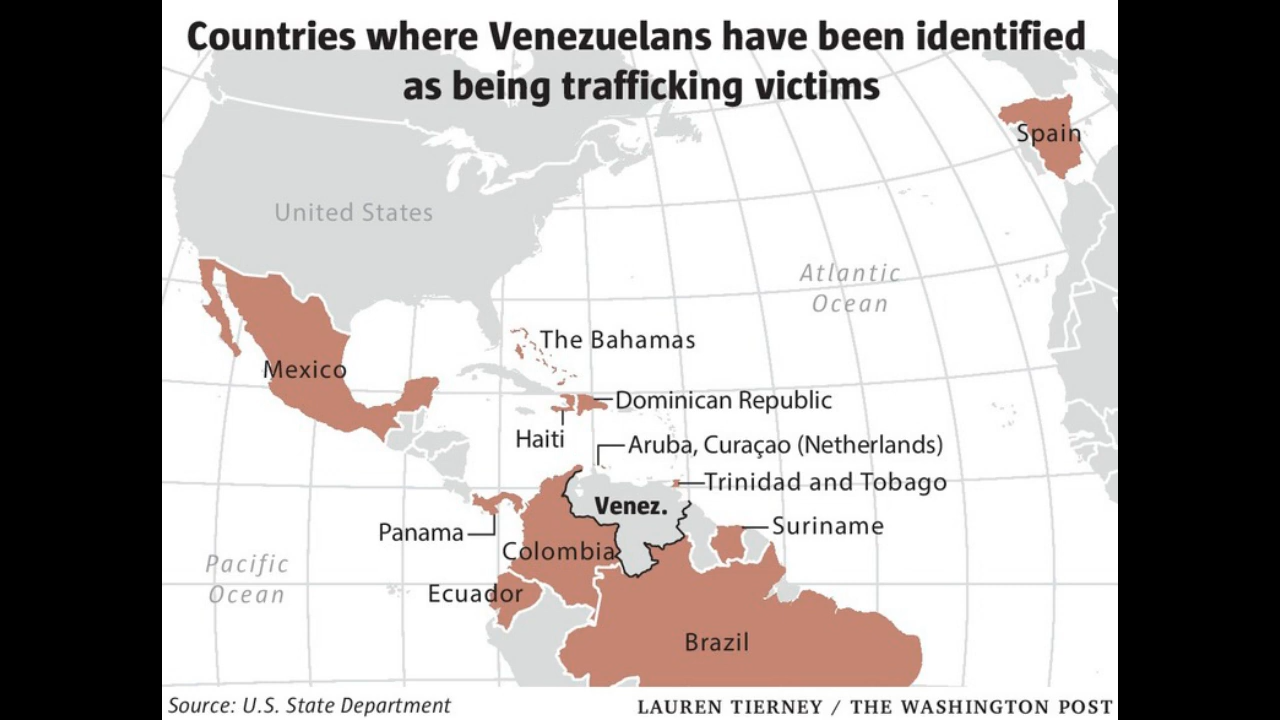 Countries where Venezuelans have been identified
as being trafficking victims
Spain
United States
Atlantic
Ocean
The Bahamas
Mexico
Dominican Republic
Haiti
Aruba, Curaçao (Netherlands)
Trinidad and Tobago
Venez.
Suriname
Panama
Colombia
Pacific
Ocean
Ecuador
Brazil
Source: U.S. State Department
LAUREN TIERNEY / THE WASHINGTON POST